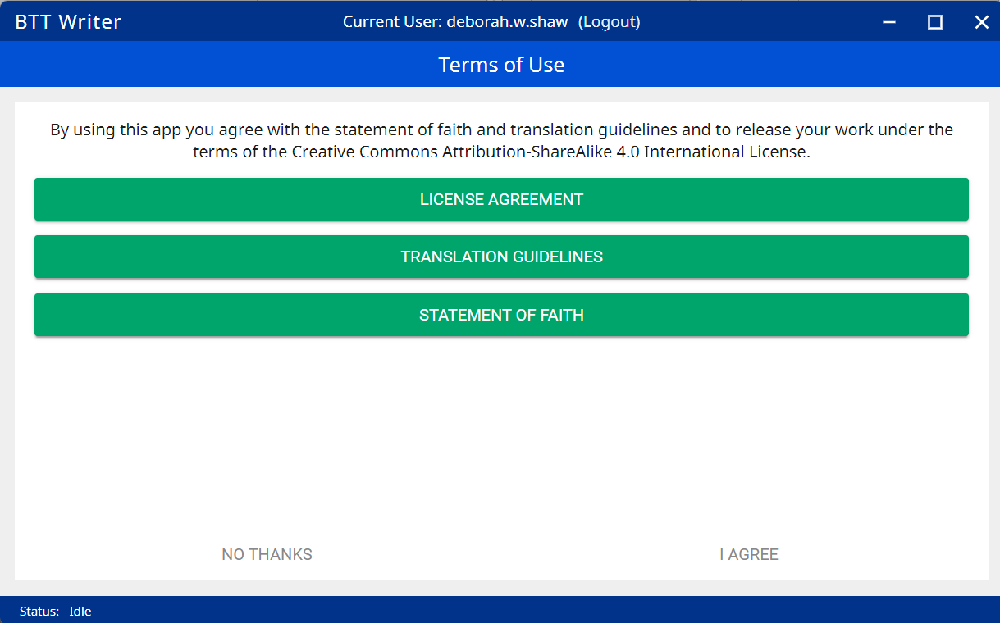 BTT Writer
Current User: deborah.w.shaw (Logout)
Terms of Use
By using this app you agree with the statement of faith and translation guidelines and to release your work under the
terms of the Creative Commons Attribution-ShareAlike 4.0 International License.
LICENSE AGREEMENT
TRANSLATION GUIDELINES
STATEMENT OF FAITH
NO THANKS
I AGREE
Status: Idle